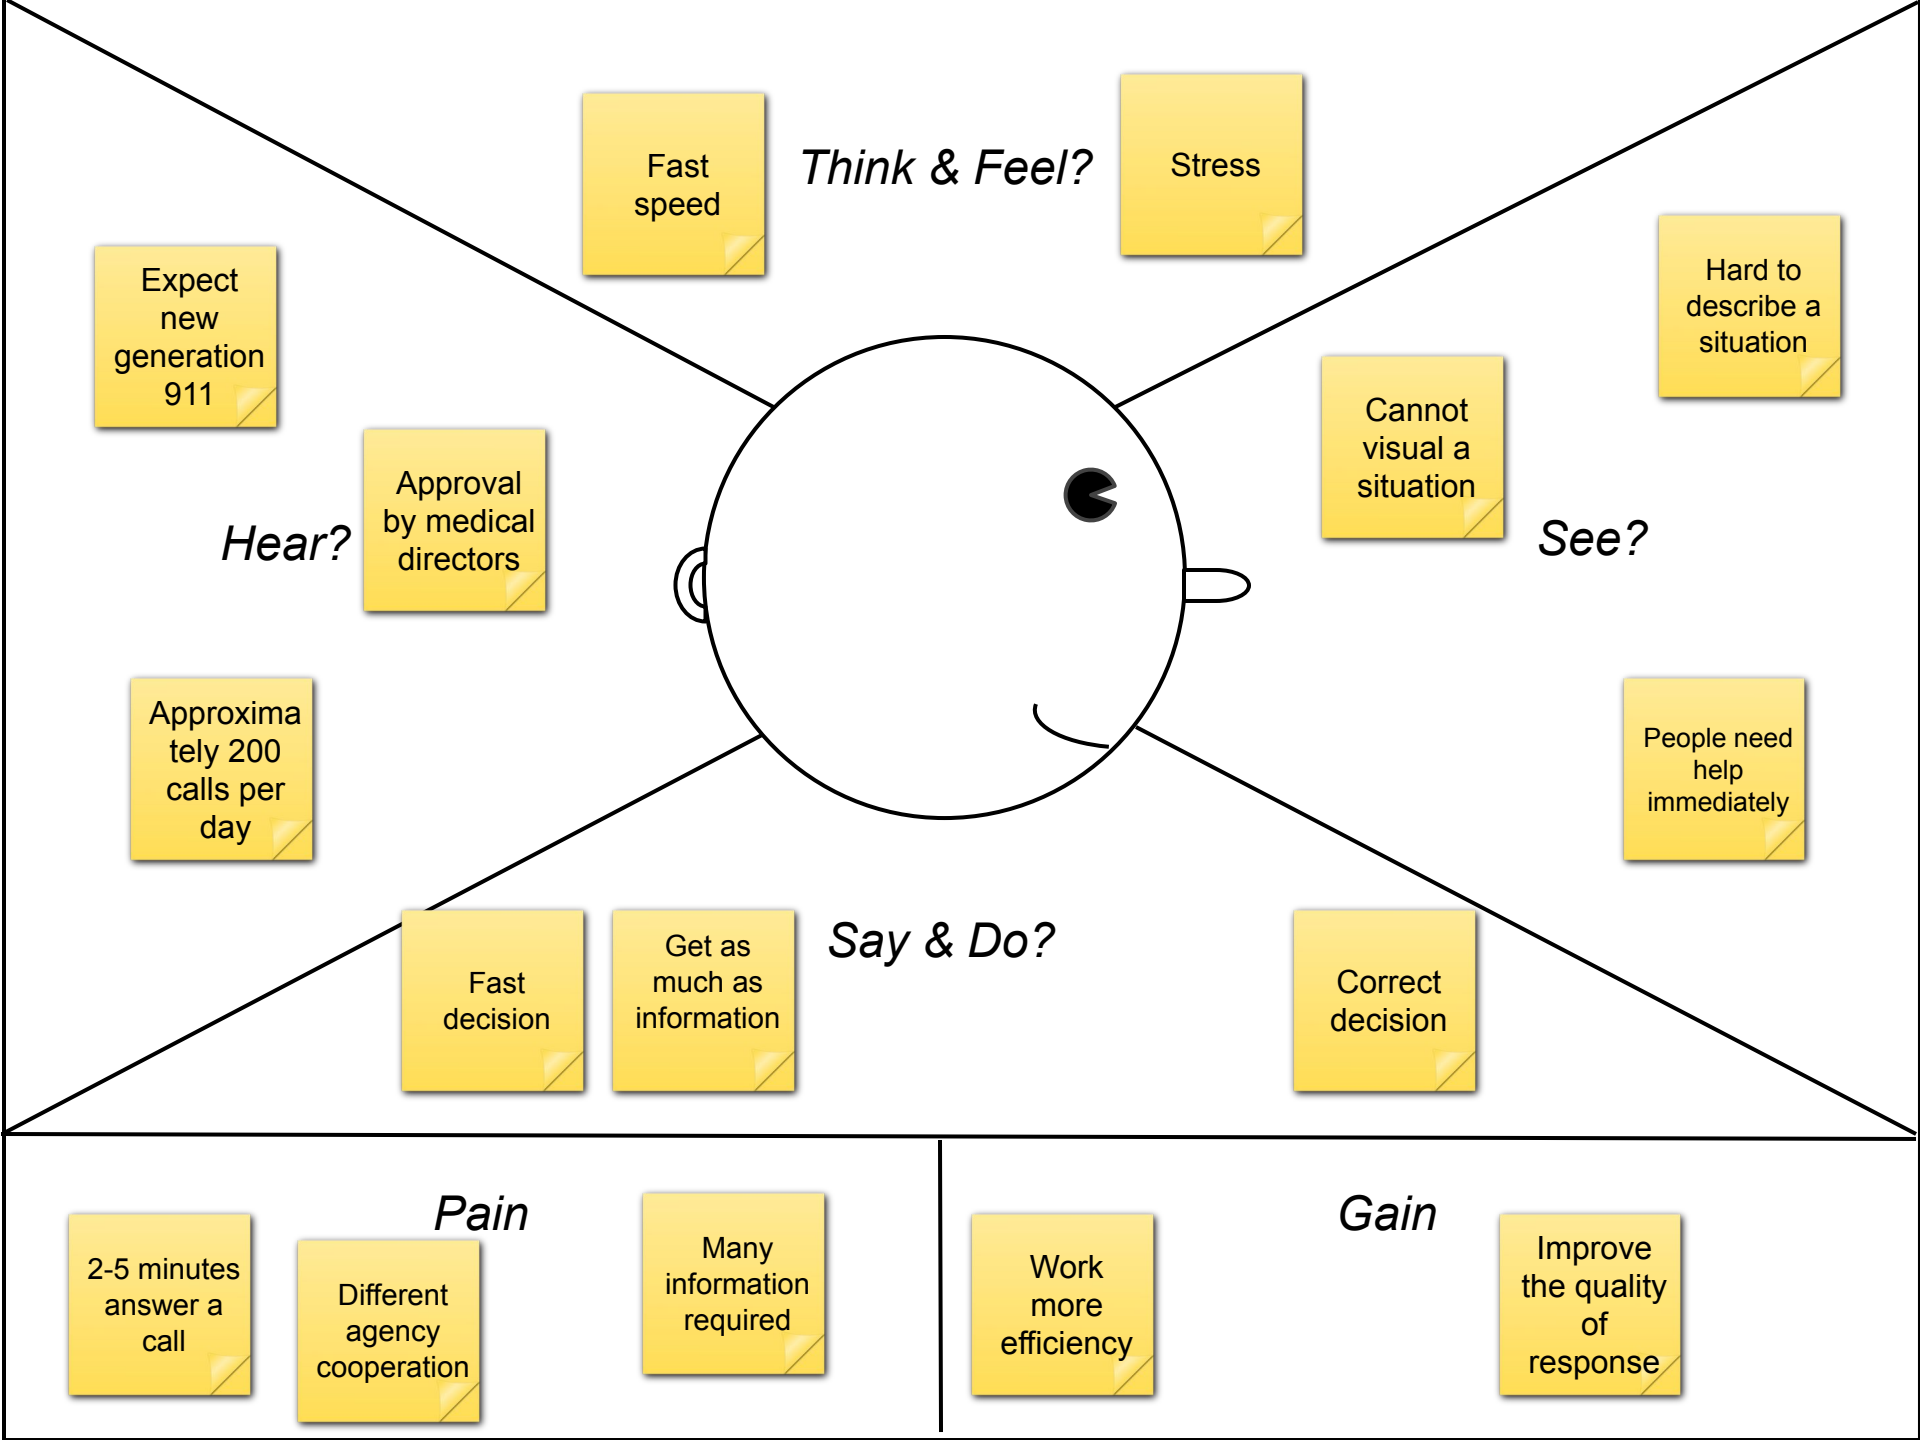 Think & Feel?
Fast
speed
Stress
Hear?
Expect
new
generation
911
Approval
by medical
directors
Approxima
tely 200
calls per
day
See?
Hard to
describe a
situation
Cannot
visual a
situation
People need
help
immediately
Say & Do?
Fast
decision
Get as
much as
information
Correct
decision
Pain
2-5 minutes
answer a
call
Different
agency
cooperation
Many
information
required
Gain
Work
more
efficiency
Improve
the quality
of
response